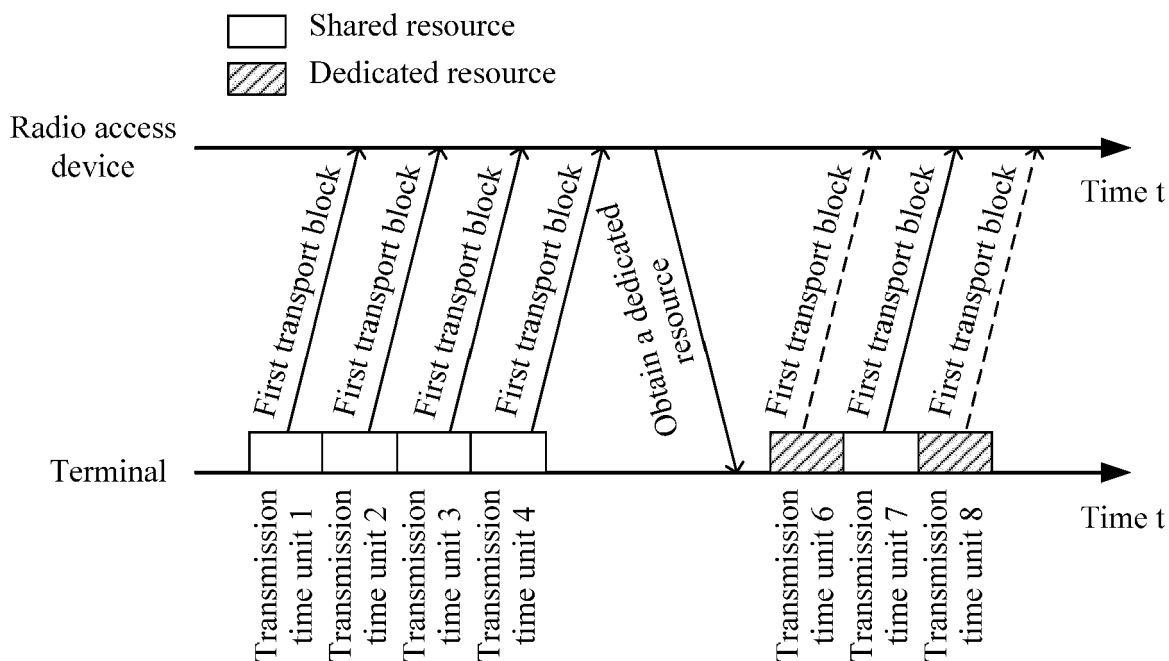 Shared resource
Dedicated resource
Radio access
device
Time t
First transport block
First transport block
First transport block
First transport block
Obtain a dedicated
resource
First transport block
First transport block
First transport block
Terminal
Time t
Transmission
time unit 1
Transmission
time unit 2
Transmission
time unit 3
Transmission
time unit 4
Transmission
time unit 6
Transmission
time unit 7
Transmission
time unit 8